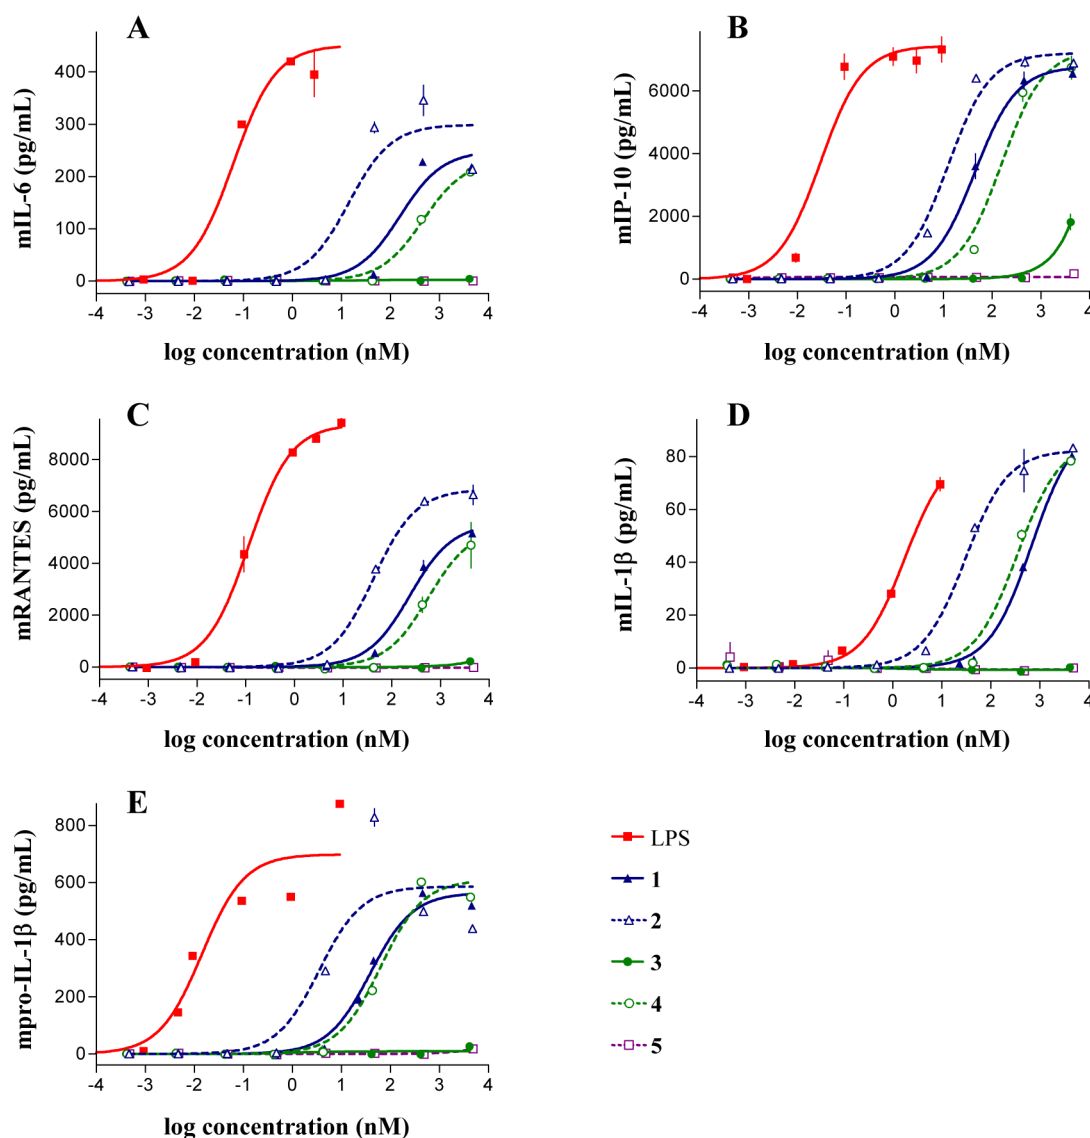 A
mIL-6 (pg/mL)
400
300
200
100
0
-4 -3 -2 -1 0 1 2 3 4
log concentration (nM)
B
mIP-10 (pg/mL)
6000
4000
2000
0
-4 -3 -2 -1 0 1 2 3 4
log concentration (nM)
C
mRANTES (pg/mL)
8000
6000
4000
2000
0
-4 -3 -2 -1 0 1 2 3 4
log concentration (nM)
D
mIL-1β (pg/mL)
80
60
40
20
0
-4 -3 -2 -1 0 1 2 3 4
log concentration (nM)
E
mpro-IL-1β (pg/mL)
800
600
400
200
0
-4 -3 -2 -1 0 1 2 3 4
log concentration (nM)
LPS
1
2
3
4
5